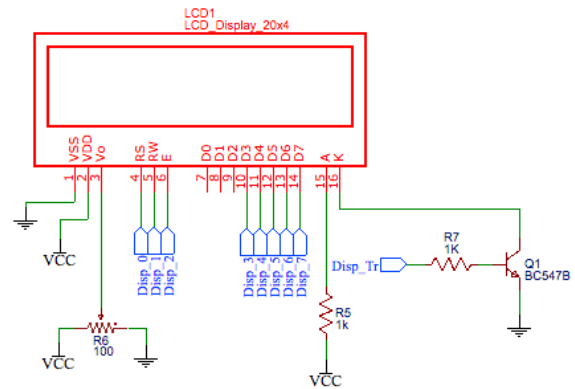 LCD1
LCD_Display_20x4
VSS
VDD
Vo
RS
RW
E
D0
D1
D2
D3
D4
D5
D6
D7
A
K
1
2
3
4
5
6
7
8
9
10
11
12
13
14
15
16
VCC
Disp_0
Disp_1
Disp_2
Disp_3
Disp_4
Disp_5
Disp_6
Disp_7
Disp_Tr
R7
1K
Q1
BC547B
R5
1k
R6
100
VCC
VCC